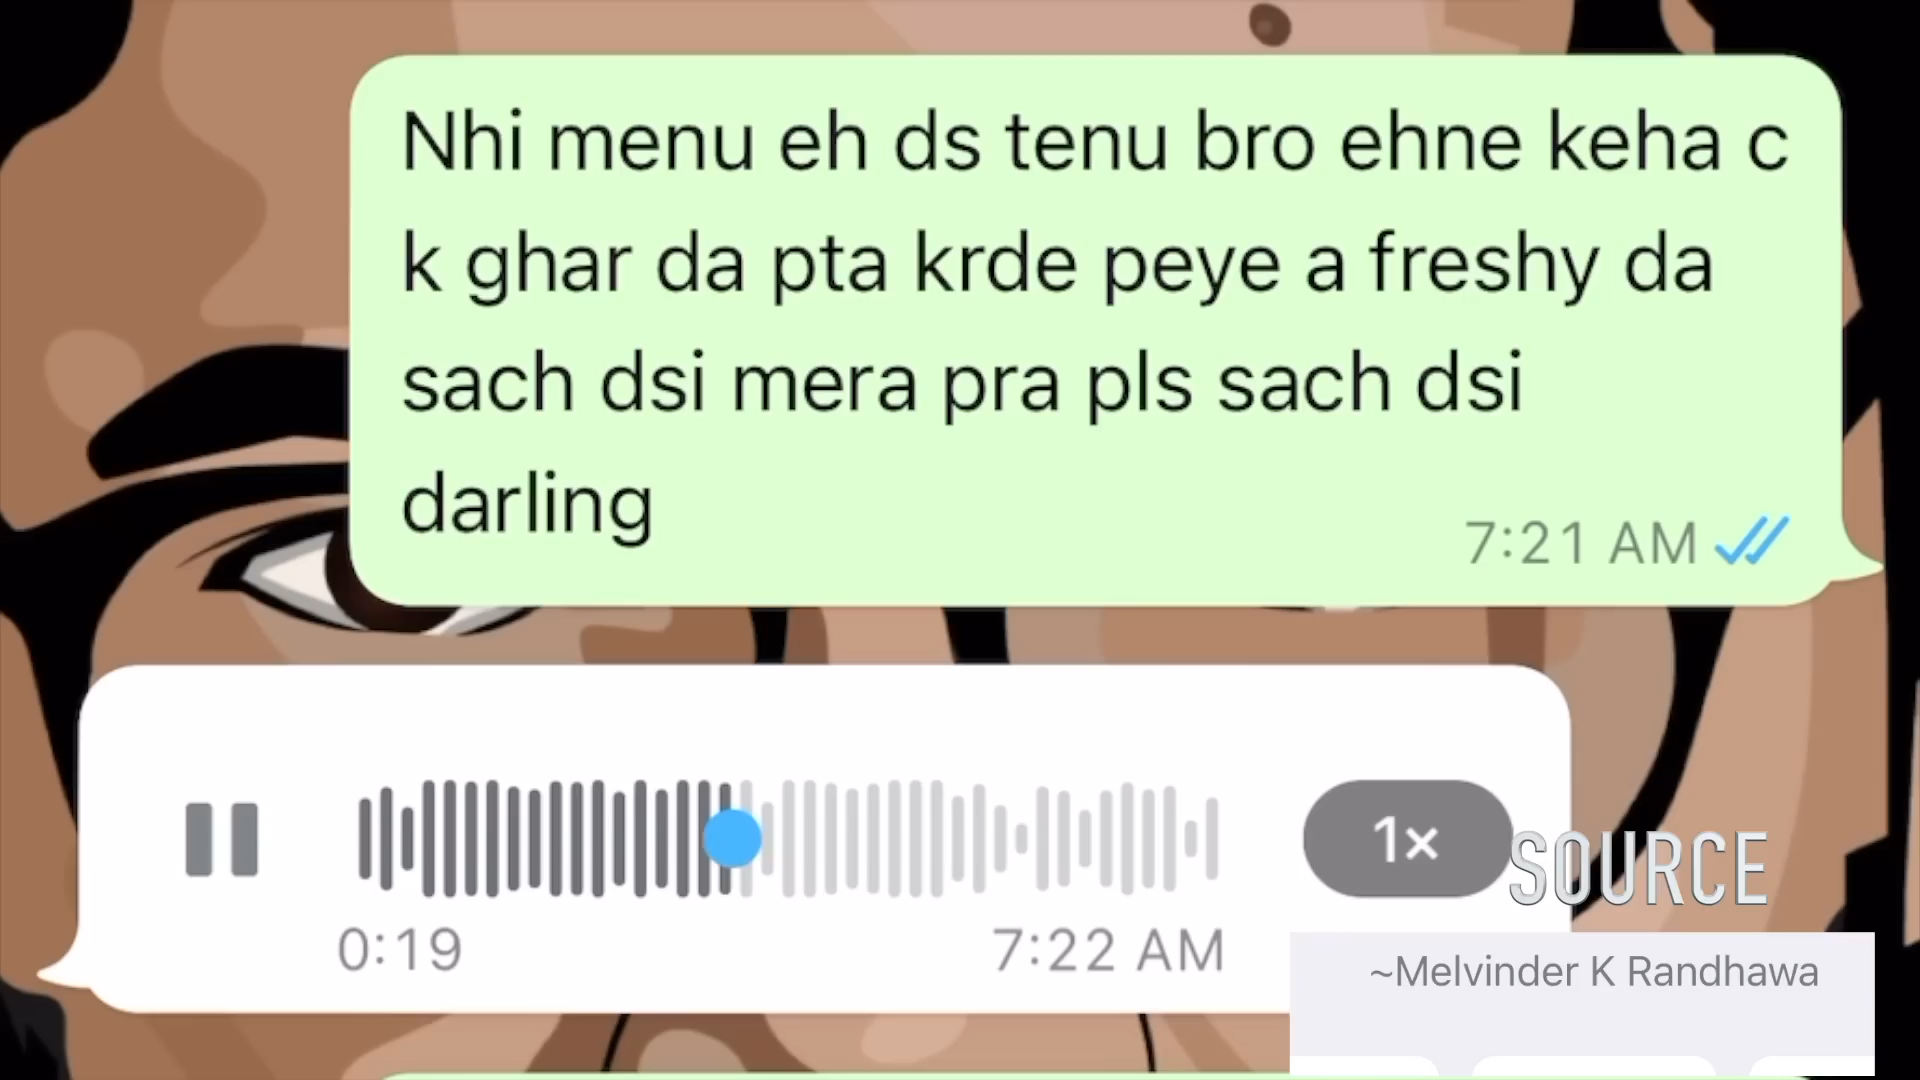 Nhi menu eh ds tenu bro ehne keha c
k ghar da pta krde peye a freshy da
sach dsi mera pra pls sach dsi
darling
7:21 AM
1x
0:19
7:22 AM
SOURCE
~Melvinder K Randhawa